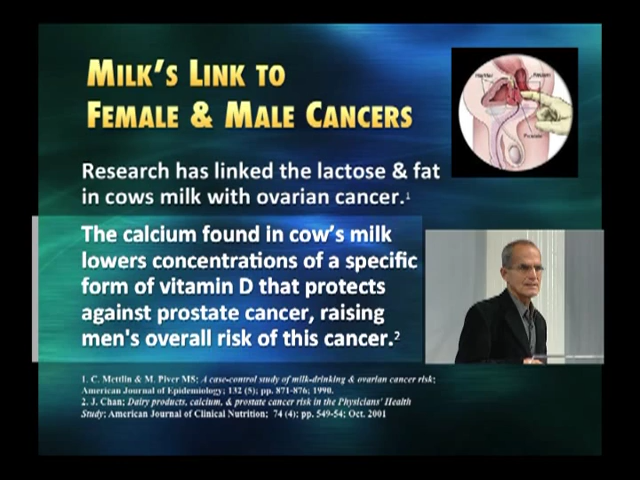 MILK'S LINK TO
FEMALE & MALE CANCERS
Research has linked the lactose & fat
in cows milk with ovarian cancer.1
The calcium found in cow's milk
lowers concentrations of a specific
form of vitamin D that protects
against prostate cancer, raising
men's overall risk of this cancer.2
1. C. Mettlin & M. Piver MS; A case-control study of milk-drinking & ovarian cancer risk;
American Journal of Epidemiology; 132 (5); pp. 871-876; 1990.
2. J. Chan; Dairy products, calcium, & prostate cancer risk in the Physicians' Health
Study; American Journal of Clinical Nutrition; 74 (4); pp. 549-54; Oct. 2001
Bladder
Prostate